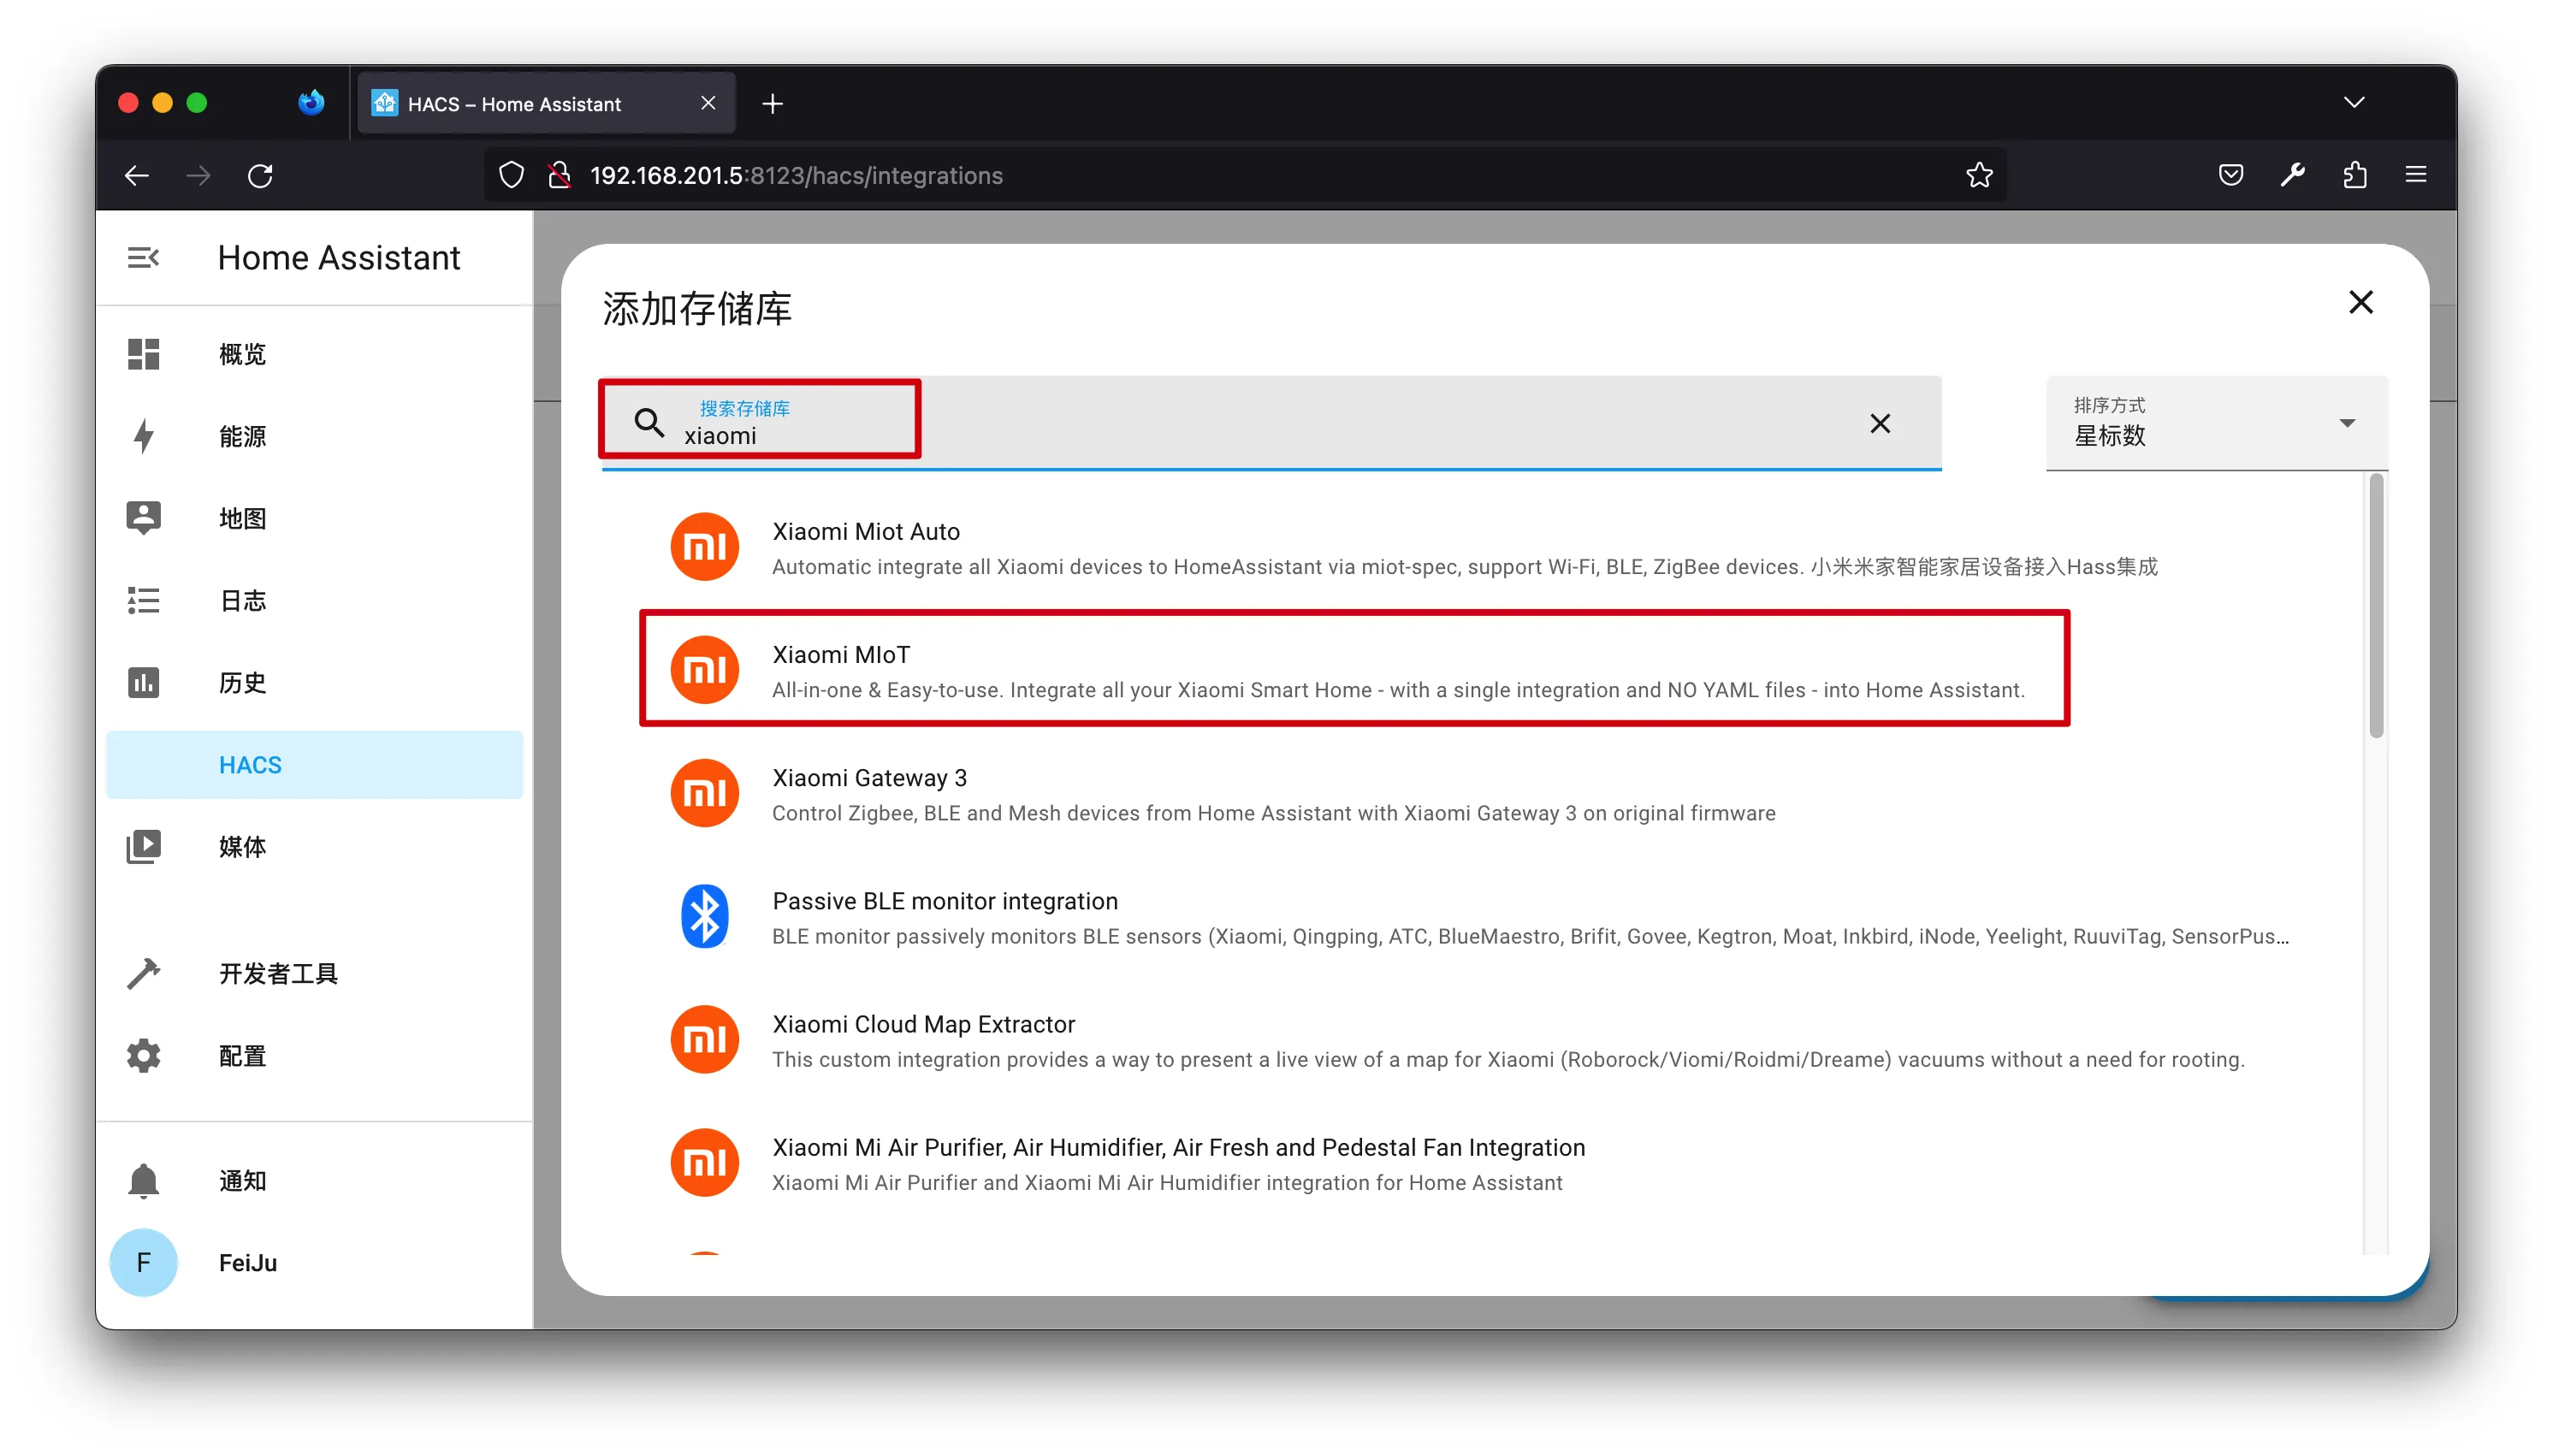 HACS – Home Assistant
192.168.201.5:8123/hacs/integrations
Home Assistant
概览
能源
地图
日志
历史
HACS
媒体
开发者工具
配置
通知
F
FeiJu
添加存储库
搜索存储库
xiaomi
排序方式
星标数
Xiaomi Miot Auto
Automatic integrate all Xiaomi devices to HomeAssistant via miot-spec, support Wi-Fi, BLE, ZigBee devices. 小米米家智能家居设备接入Hass集成
Xiaomi MIoT
All-in-one & Easy-to-use. Integrate all your Xiaomi Smart Home - with a single integration and NO YAML files - into Home Assistant.
Xiaomi Gateway 3
Control Zigbee, BLE and Mesh devices from Home Assistant with Xiaomi Gateway 3 on original firmware
Passive BLE monitor integration
BLE monitor passively monitors BLE sensors (Xiaomi, Qingping, ATC, BlueMaestro, Brifit, Govee, Kegtron, Moat, Inkbird, iNode, Yeelight, RuuviTag, SensorPus...
Xiaomi Cloud Map Extractor
This custom integration provides a way to present a live view of a map for Xiaomi (Roborock/Viomi/Roidmi/Dreame) vacuums without a need for rooting.
Xiaomi Mi Air Purifier, Air Humidifier, Air Fresh and Pedestal Fan Integration
Xiaomi Mi Air Purifier and Xiaomi Mi Air Humidifier integration for Home Assistant